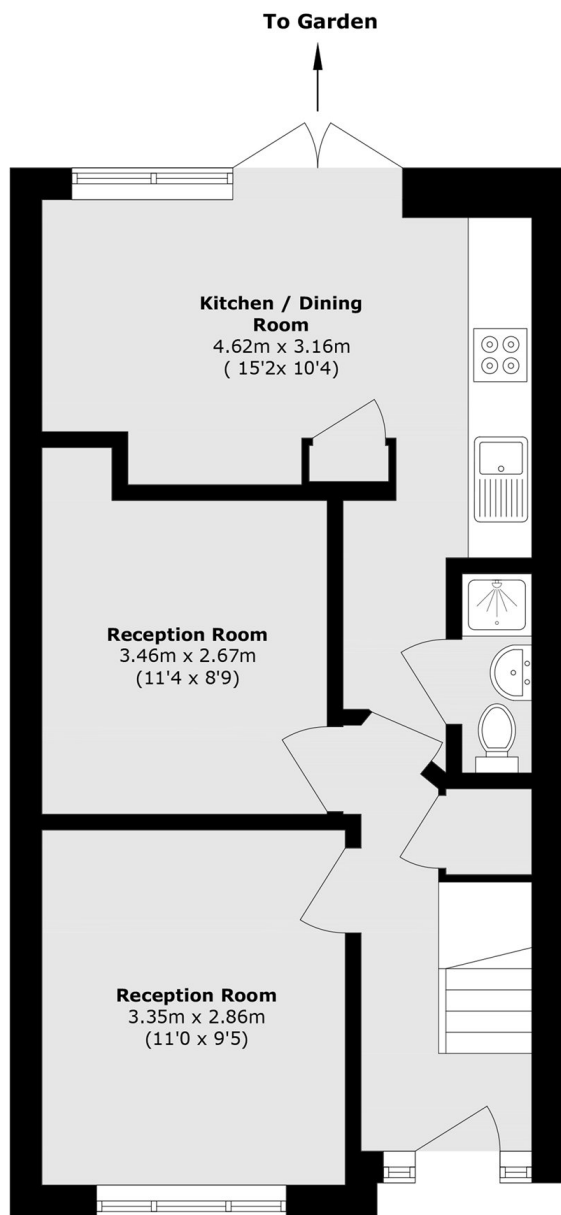 To Garden
Kitchen / Dining
Room
4.62m x 3.16m
( 15'2x 10'4)
Reception Room
3.46m x 2.67m
(11'4 x 8'9)
Reception Room
3.35m x 2.86m
(11'0 x 9'5)